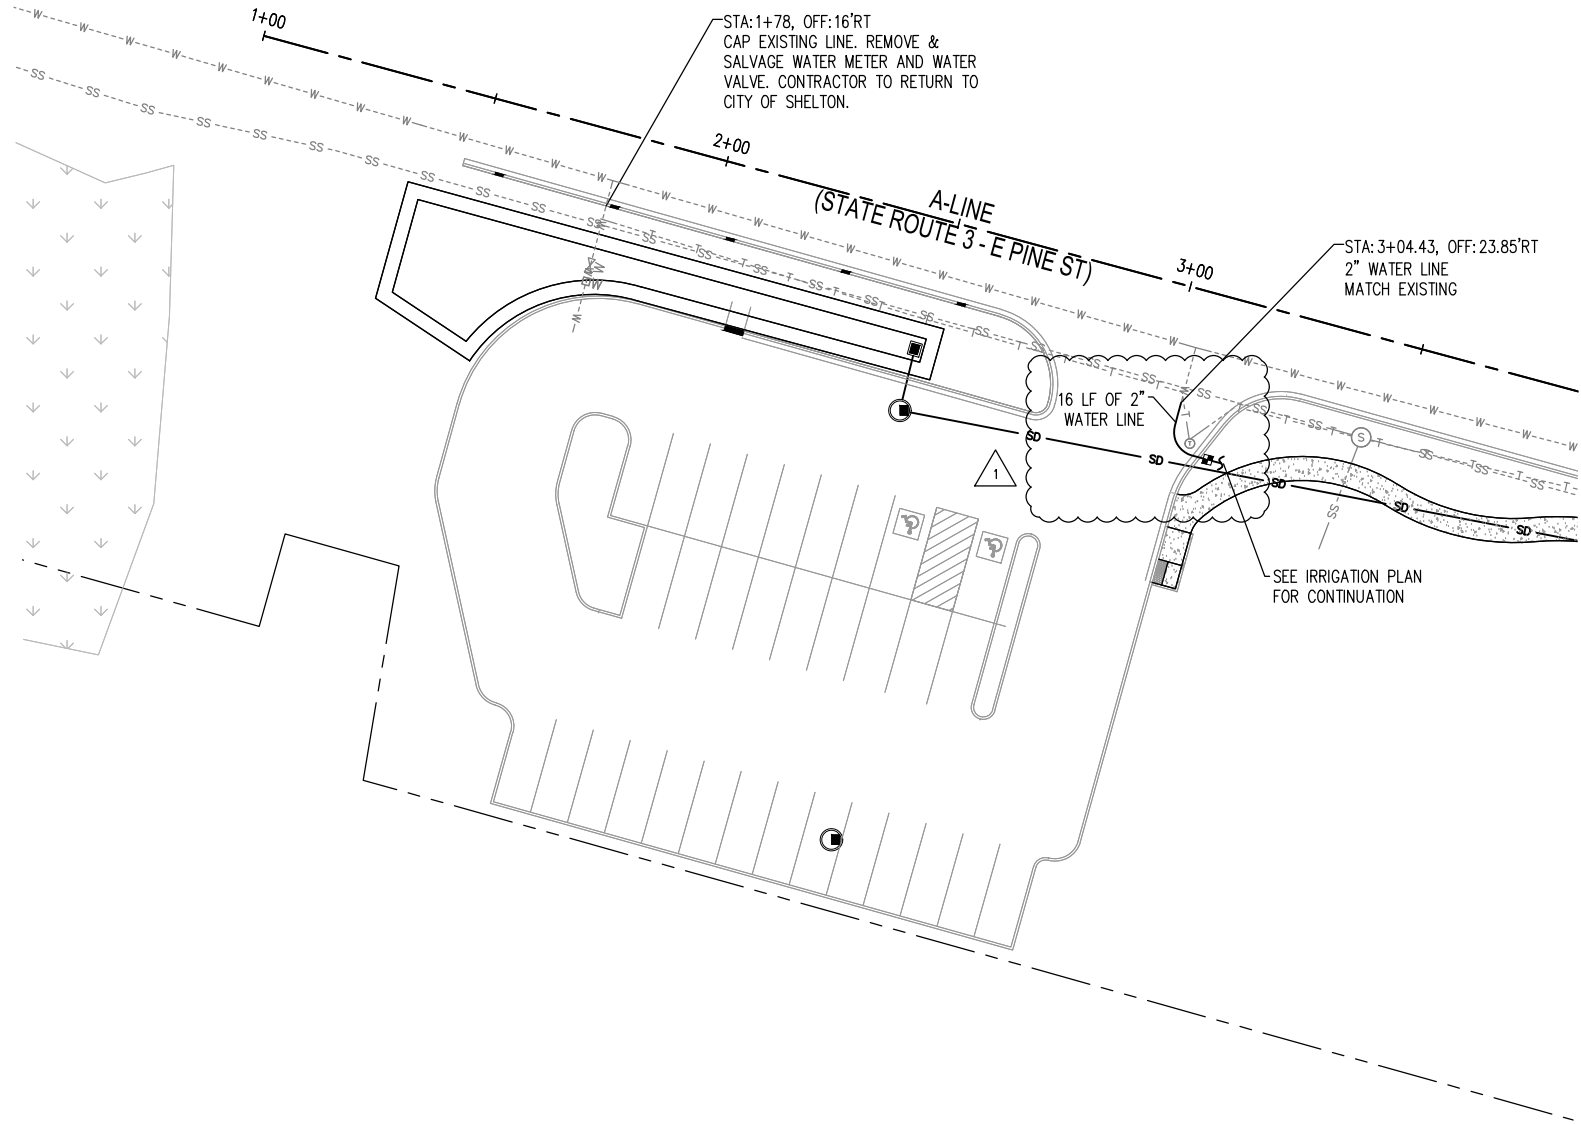 1+00
STA:1+78, OFF:16'RT
CAP EXISTING LINE. REMOVE &
SALVAGE WATER METER AND WATER
VALVE. CONTRACTOR TO RETURN TO
CITY OF SHELTON.
2+00
A-LINE
(STATE ROUTE 3 - E PINE ST)
3+00
STA: 3+04.43, OFF: 23.85'RT
2" WATER LINE
MATCH EXISTING
16 LF OF 2"
WATER LINE
1
SD
SD
SD
SD
SD
S
T
SEE IRRIGATION PLAN
FOR CONTINUATION